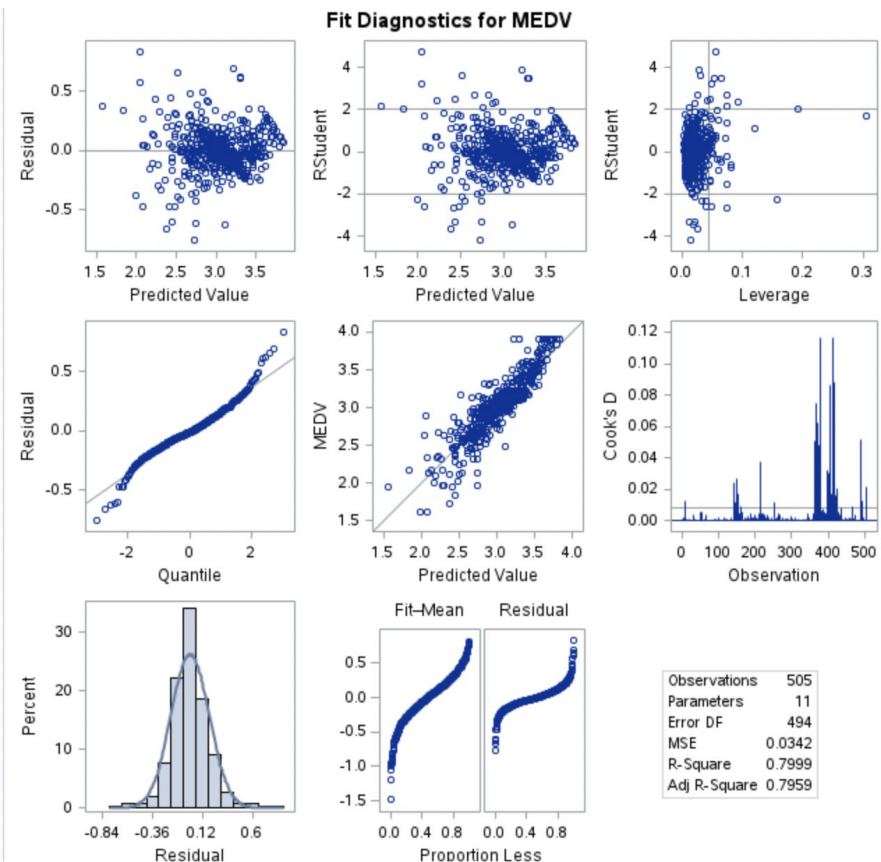 Fit Diagnostics for MEDV
Residual
0.5
0.0
-0.5
1.5 2.0 2.5 3.0 3.5
Predicted Value
RStudent
4
2
0
-2
-4
1.5 2.0 2.5 3.0 3.5
Predicted Value
RStudent
4
2
0
-2
-4
0.0 0.1 0.2 0.3
Leverage
Residual
0.5
0.0
-0.5
-2 0 2
Quantile
MEDV
4.0
3.5
3.0
2.5
2.0
1.5
1.5 2.0 2.5 3.0 3.5 4.0
Predicted Value
Cook's D
0.12
0.10
0.08
0.06
0.04
0.02
0.00
0 100 200 300 400 500
Observation
Percent
30
20
10
0
-0.84 -0.36 0.12 0.6
Residual
Fit–Mean Residual
0.5
0.0
-0.5
-1.0
-1.5
0.0 0.4 0.8 0.0 0.4 0.8
Proportion Less
Observations 505
Parameters 11
Error DF 494
MSE 0.0342
R-Square 0.7999
Adj R-Square 0.7959